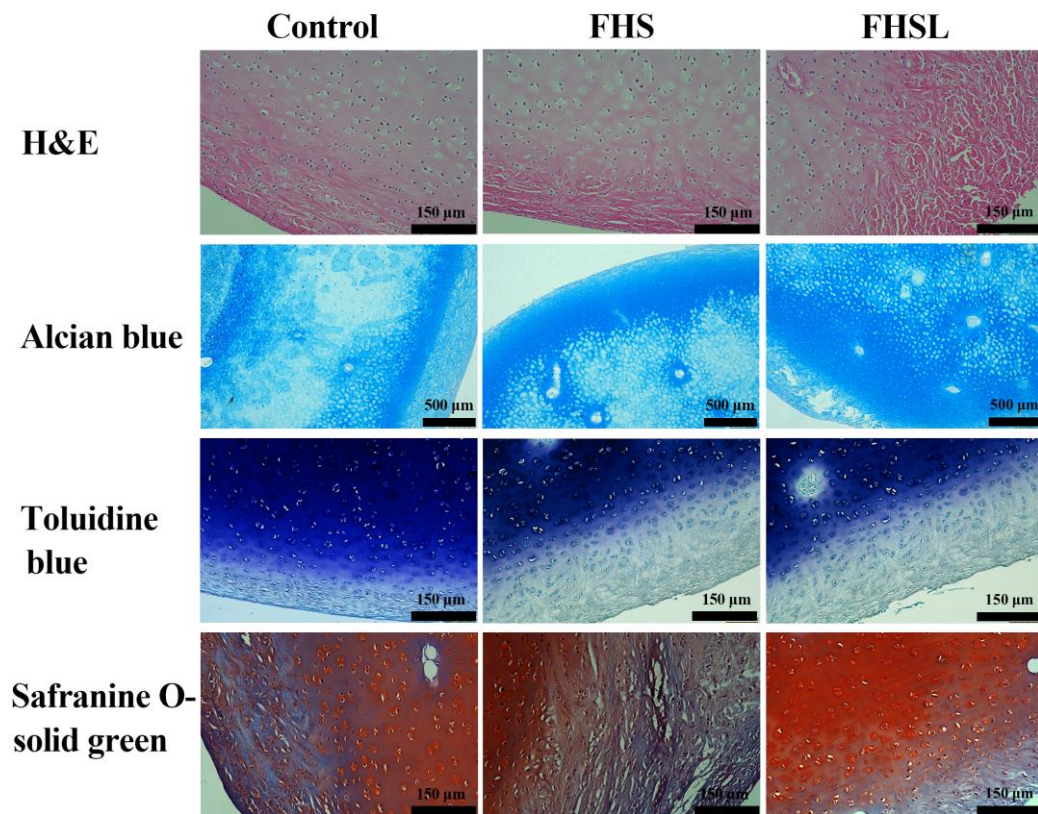 Control FHS FHSL
H&E
150 μm 150 μm 150 μm
Alcian blue
500 μm 500 μm 500 μm
Toluidine
blue
150 μm 150 μm 150 μm
Safranine O-
solid green
150 μm 150 μm 150 μm